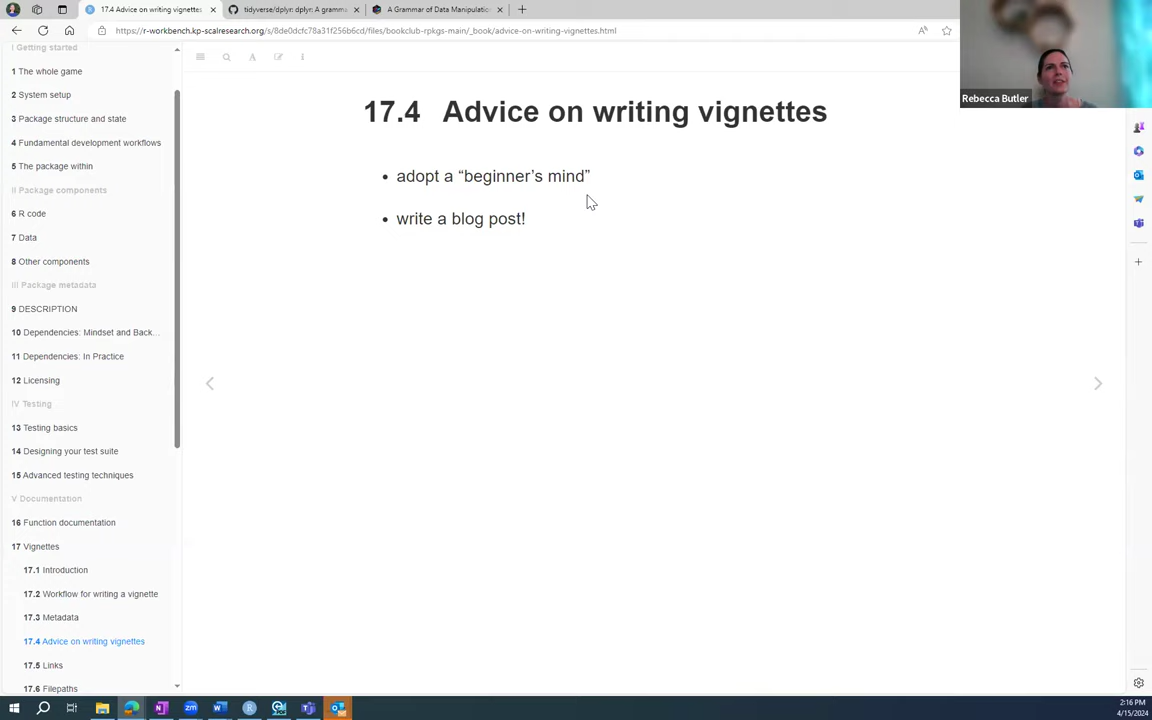 17.4 Advice on writing vignettes
tidyverse/dplyr: dplyr: A gramma
A Grammar of Data Manipulation
https://r-workbench.kp-scalresearch.org/s/8de0dcfc78a31f256b6cd/files/bookclub-rpkgs-main/_book/advice-on-writing-vignettes.html
Rebecca Butler
I Getting started
1 The whole game
2 System setup
3 Package structure and state
4 Fundamental development workflows
5 The package within
II Package components
6 R code
7 Data
8 Other components
III Package metadata
9 DESCRIPTION
10 Dependencies: Mindset and Back...
11 Dependencies: In Practice
12 Licensing
IV Testing
13 Testing basics
14 Designing your test suite
15 Advanced testing techniques
V Documentation
16 Function documentation
17 Vignettes
17.1 Introduction
17.2 Workflow for writing a vignette
17.3 Metadata
17.4 Advice on writing vignettes
17.5 Links
17.6 Filepaths
17.4 Advice on writing vignettes
• adopt a “beginner’s mind”
• write a blog post!
2:16 PM
4/15/2024